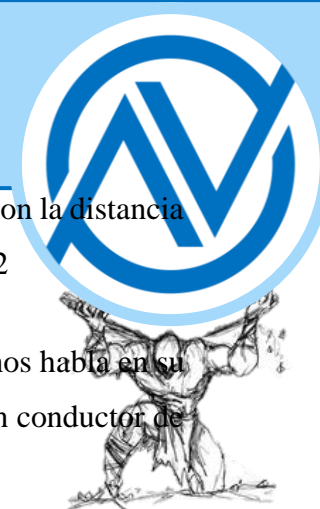 on la distancia
2
nos habla en su
n conductor de